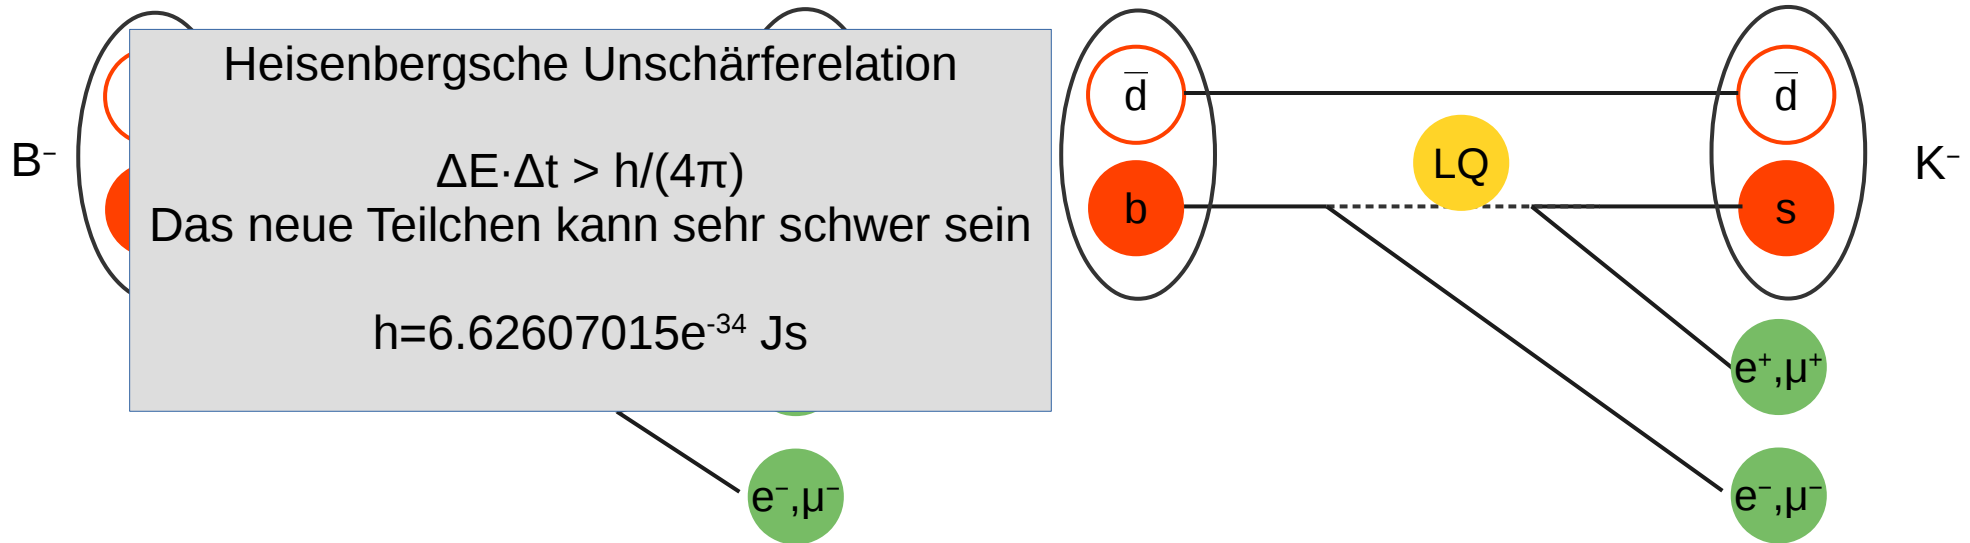 B⁻
Heisenbergsche Unschärferelation
ΔE·Δt > h/(4π)
Das neue Teilchen kann sehr schwer sein
h=6.62607015e⁻³⁴ Js
e⁻,μ⁻
d̅
d̅
LQ
b
s
K⁻
e⁺,μ⁺
e⁻,μ⁻